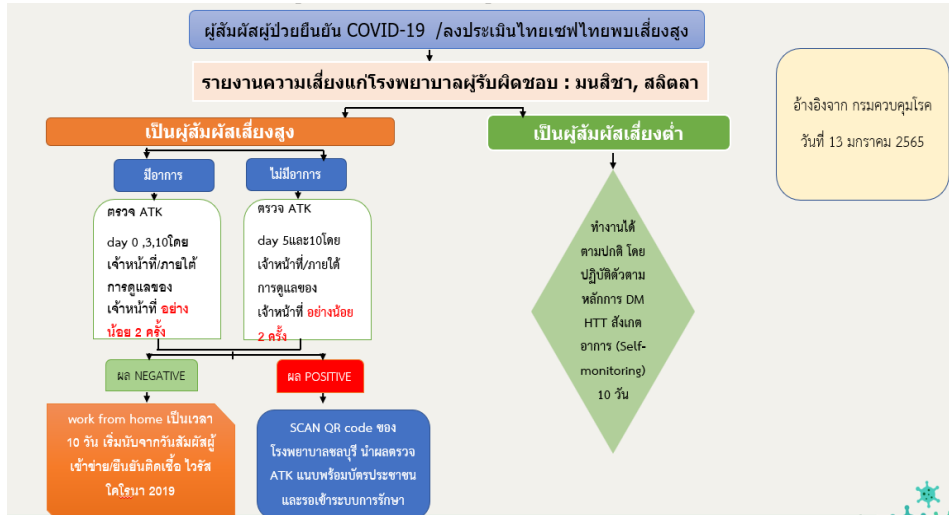 ผู้สัมผัสผู้ป่วยยืนยัน COVID-19 /ลงประเมินไทยเซฟไทยพบเสี่ยงสูง
รายงานความเสี่ยงแก่โรงพยาบาลผู้รับผิดชอบ : มนสิชา, สลิตลา
อ้างอิงจาก กรมควบคุมโรค
วันที่ 13 มกราคม 2565
เป็นผู้สัมผัสเสี่ยงสูง
เป็นผู้สัมผัสเสี่ยงต่ำ
มีอาการ
ไม่มีอาการ
ตรวจ ATK
day 0 ,3,10โดย
เจ้าหน้าที่/ภายใต้
การดูแลของ
เจ้าหน้าที่ อย่าง
น้อย 2 ครั้ง
ตรวจ ATK
day 5และ10โดย
เจ้าหน้าที่/ภายใต้
การดูแลของ
เจ้าหน้าที่ อย่างน้อย
2 ครั้ง
ทำงานได้
ตามปกติ โดย
ปฏิบัติตัวตาม
หลักการ DM
HTT สังเกต
อาการ (Self-
monitoring)
10 วัน
ผล NEGATIVE
ผล POSITIVE
work from home เป็นเวลา
10 วัน เริ่มนับจากวันสัมผัสผู้
เข้าข่าย/ยืนยันติดเชื้อ ไวรัส
โคโรนา 2019
SCAN QR code ของ
โรงพยาบาลชลบุรี นำผลตรวจ
ATK แนบพร้อมบัตรประชาชน
และรอเข้าระบบการรักษา